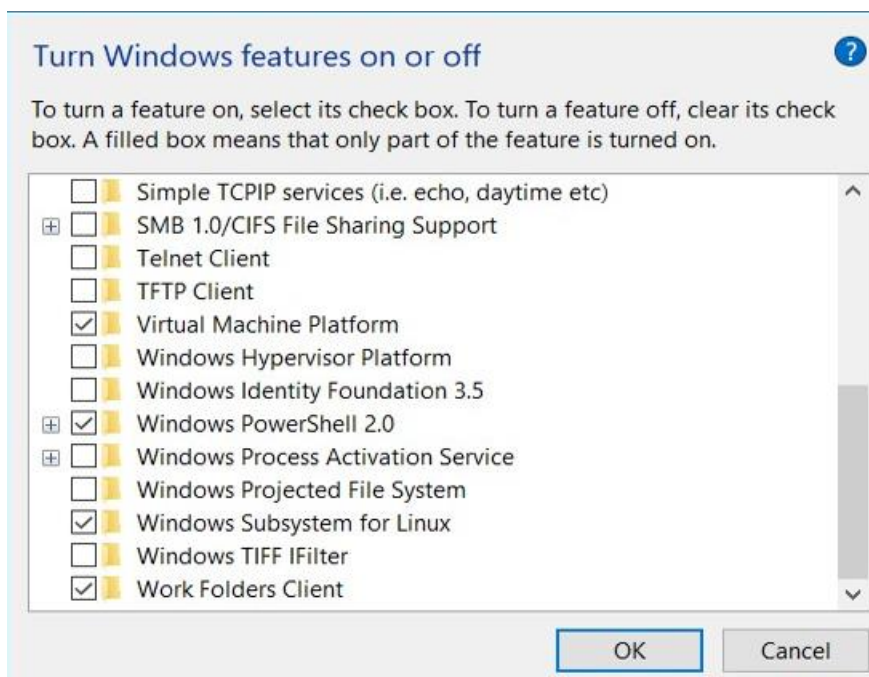 Turn Windows features on or off
?
To turn a feature on, select its check box. To turn a feature off, clear its check
box. A filled box means that only part of the feature is turned on.
Simple TCPIP services (i.e. echo, daytime etc)
SMB 1.0/CIFS File Sharing Support
Telnet Client
TFTP Client
Virtual Machine Platform
Windows Hypervisor Platform
Windows Identity Foundation 3.5
Windows PowerShell 2.0
Windows Process Activation Service
Windows Projected File System
Windows Subsystem for Linux
Windows TIFF IFilter
Work Folders Client
OK Cancel